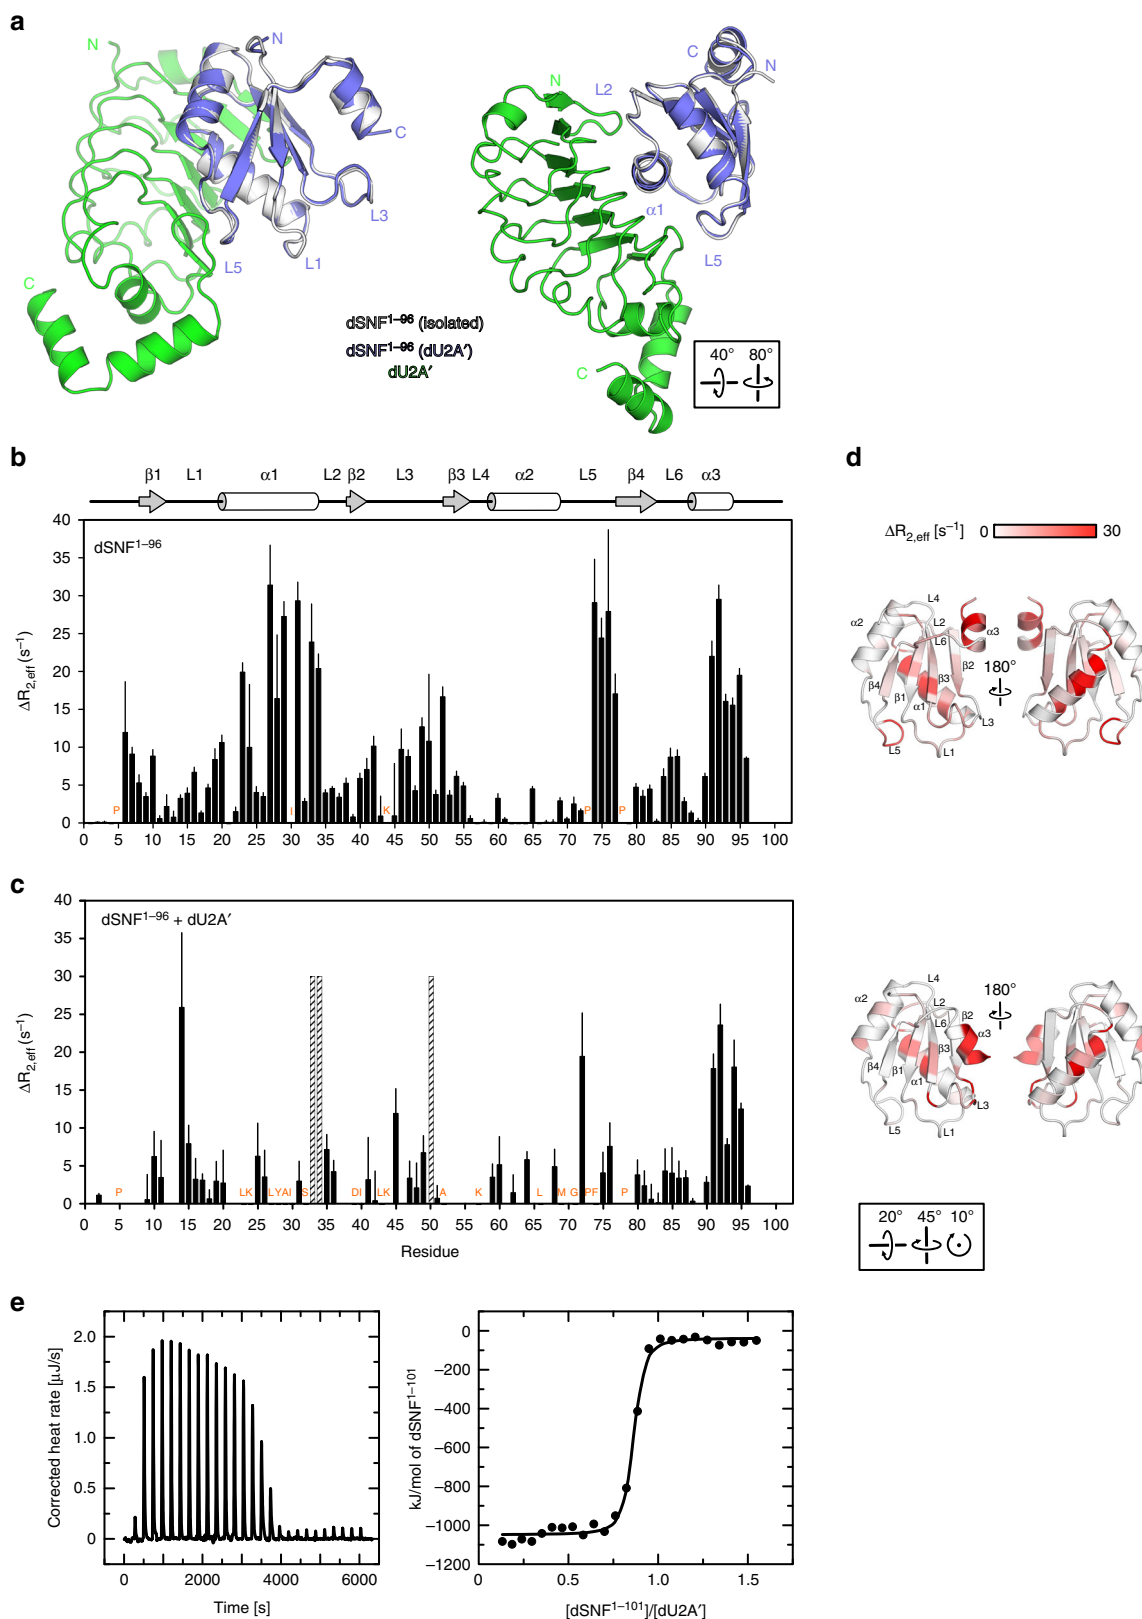 a
N
N
C
L3
L1
L5
C
C
N
N
L2
α1
L5
C
dSNF1–96 (isolated)
dSNF1–96 (dU2A′)
dU2A′
40° 80°
b
β1 L1 α1 L2 β2 L3 β3 L4 α2 L5 β4 L6 α3
dSNF1–96
ΔR2,eff (s−1)
40
35
30
25
20
15
10
5
0
P I K P P
0 5 10 15 20 25 30 35 40 45 50 55 60 65 70 75 80 85 90 95 100
c
dSNF1–96 + dU2A′
ΔR2,eff (s−1)
40
35
30
25
20
15
10
5
0
P LK LYAI S DI LK A K L M G PF P
0 5 10 15 20 25 30 35 40 45 50 55 60 65 70 75 80 85 90 95 100
Residue
d
ΔR2,eff [s−1] 0 30
L4
α2
L2
α3
L6
β2
β3
β4
β1
α1
L3
L5
L1
180°
L4
α2
L2
β2
L6
α3
β3
β4
β1
α1
L3
L5
L1
180°
20° 45° 10°
e
Corrected heat rate [μJ/s]
2.0
1.5
1.0
0.5
0
0 2000 4000 6000
Time [s]
kJ/mol of dSNF1–101
0
−200
−400
−600
−800
−1000
−1200
0 0.5 1.0 1.5
[dSNF1–101]/[dU2A′]